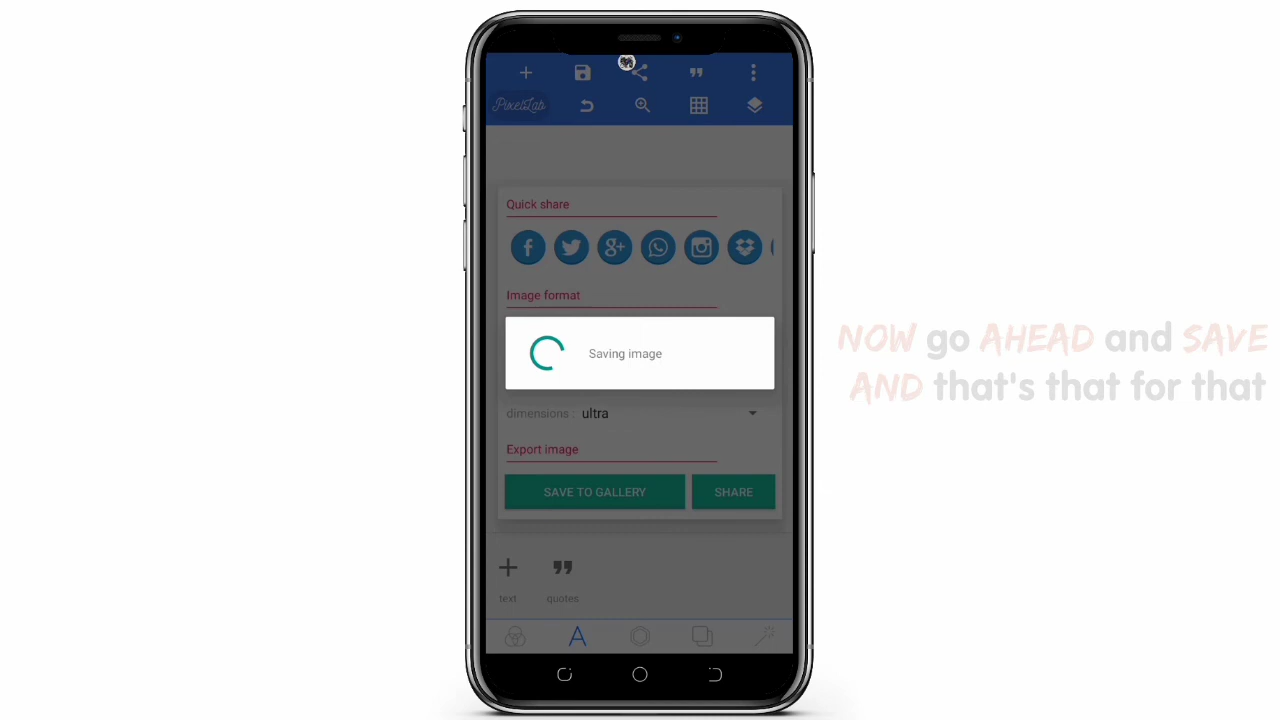 PixelLab
Quick share
Image format
Saving image
NOW go AHEAD and SAVE
AND that's that for that
dimensions : ultra
Export image
SAVE TO GALLERY SHARE
text quotes